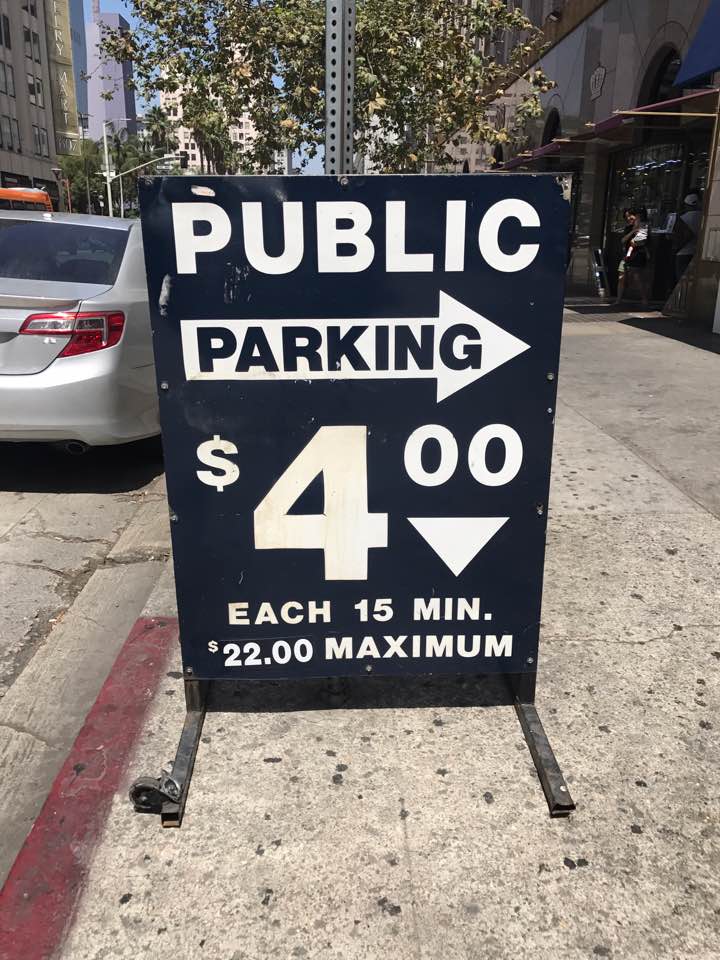 PUBLIC
PARKING
$4.00
EACH 15 MIN.
$22.00 MAXIMUM